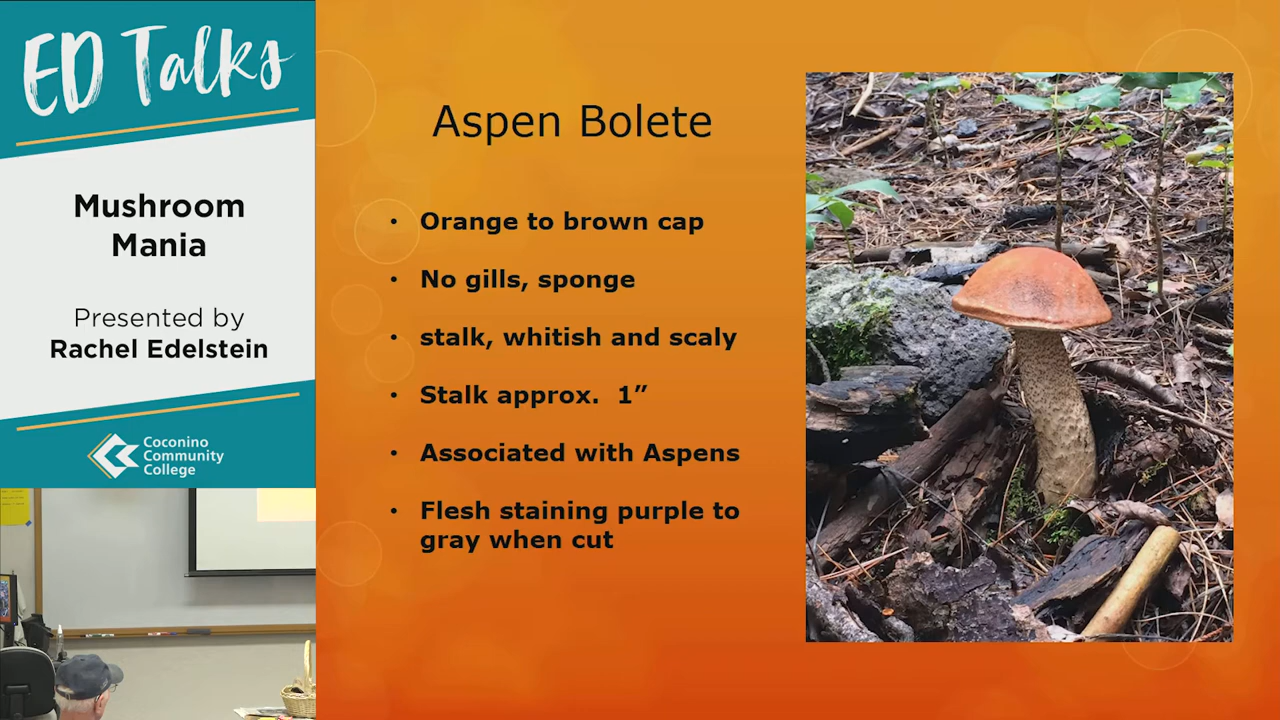 ED Talks
Mushroom
Mania
Presented by
Rachel Edelstein
Coconino
Community
College
Aspen Bolete
• Orange to brown cap
• No gills, sponge
• stalk, whitish and scaly
• Stalk approx.  1”
• Associated with Aspens
• Flesh staining purple to
gray when cut